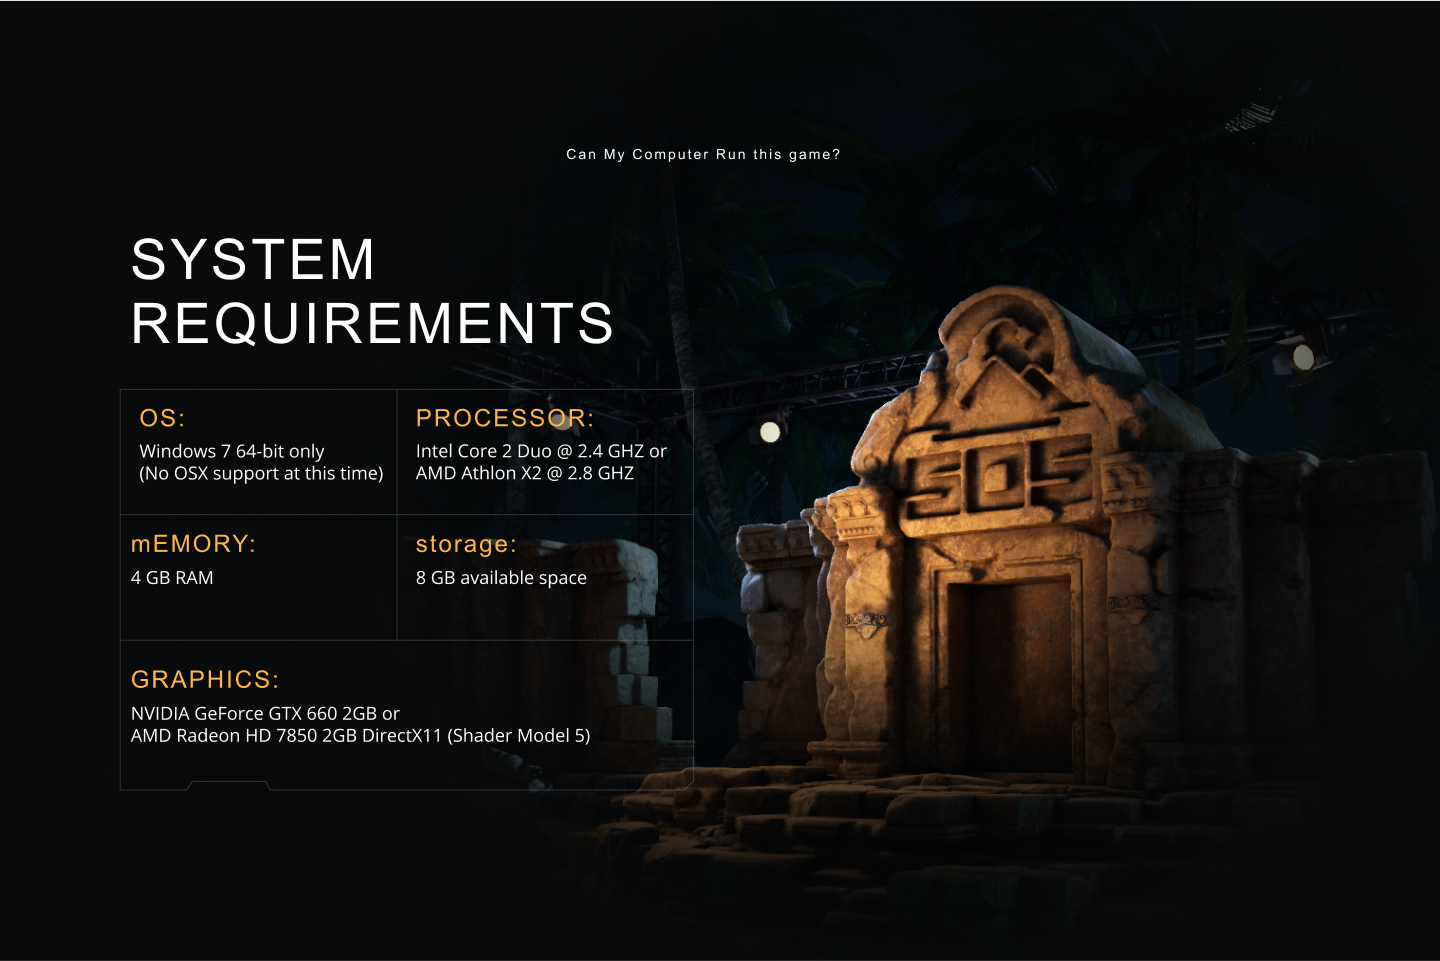 Can My Computer Run this game?
SYSTEM
REQUIREMENTS
OS:
Windows 7 64-bit only
(No OSX support at this time)
PROCESSOR:
Intel Core 2 Duo @ 2.4 GHZ or
AMD Athlon X2 @ 2.8 GHZ
mEMORY:
4 GB RAM
storage:
8 GB available space
GRAPHICS:
NVIDIA GeForce GTX 660 2GB or
AMD Radeon HD 7850 2GB DirectX11 (Shader Model 5)
SOS